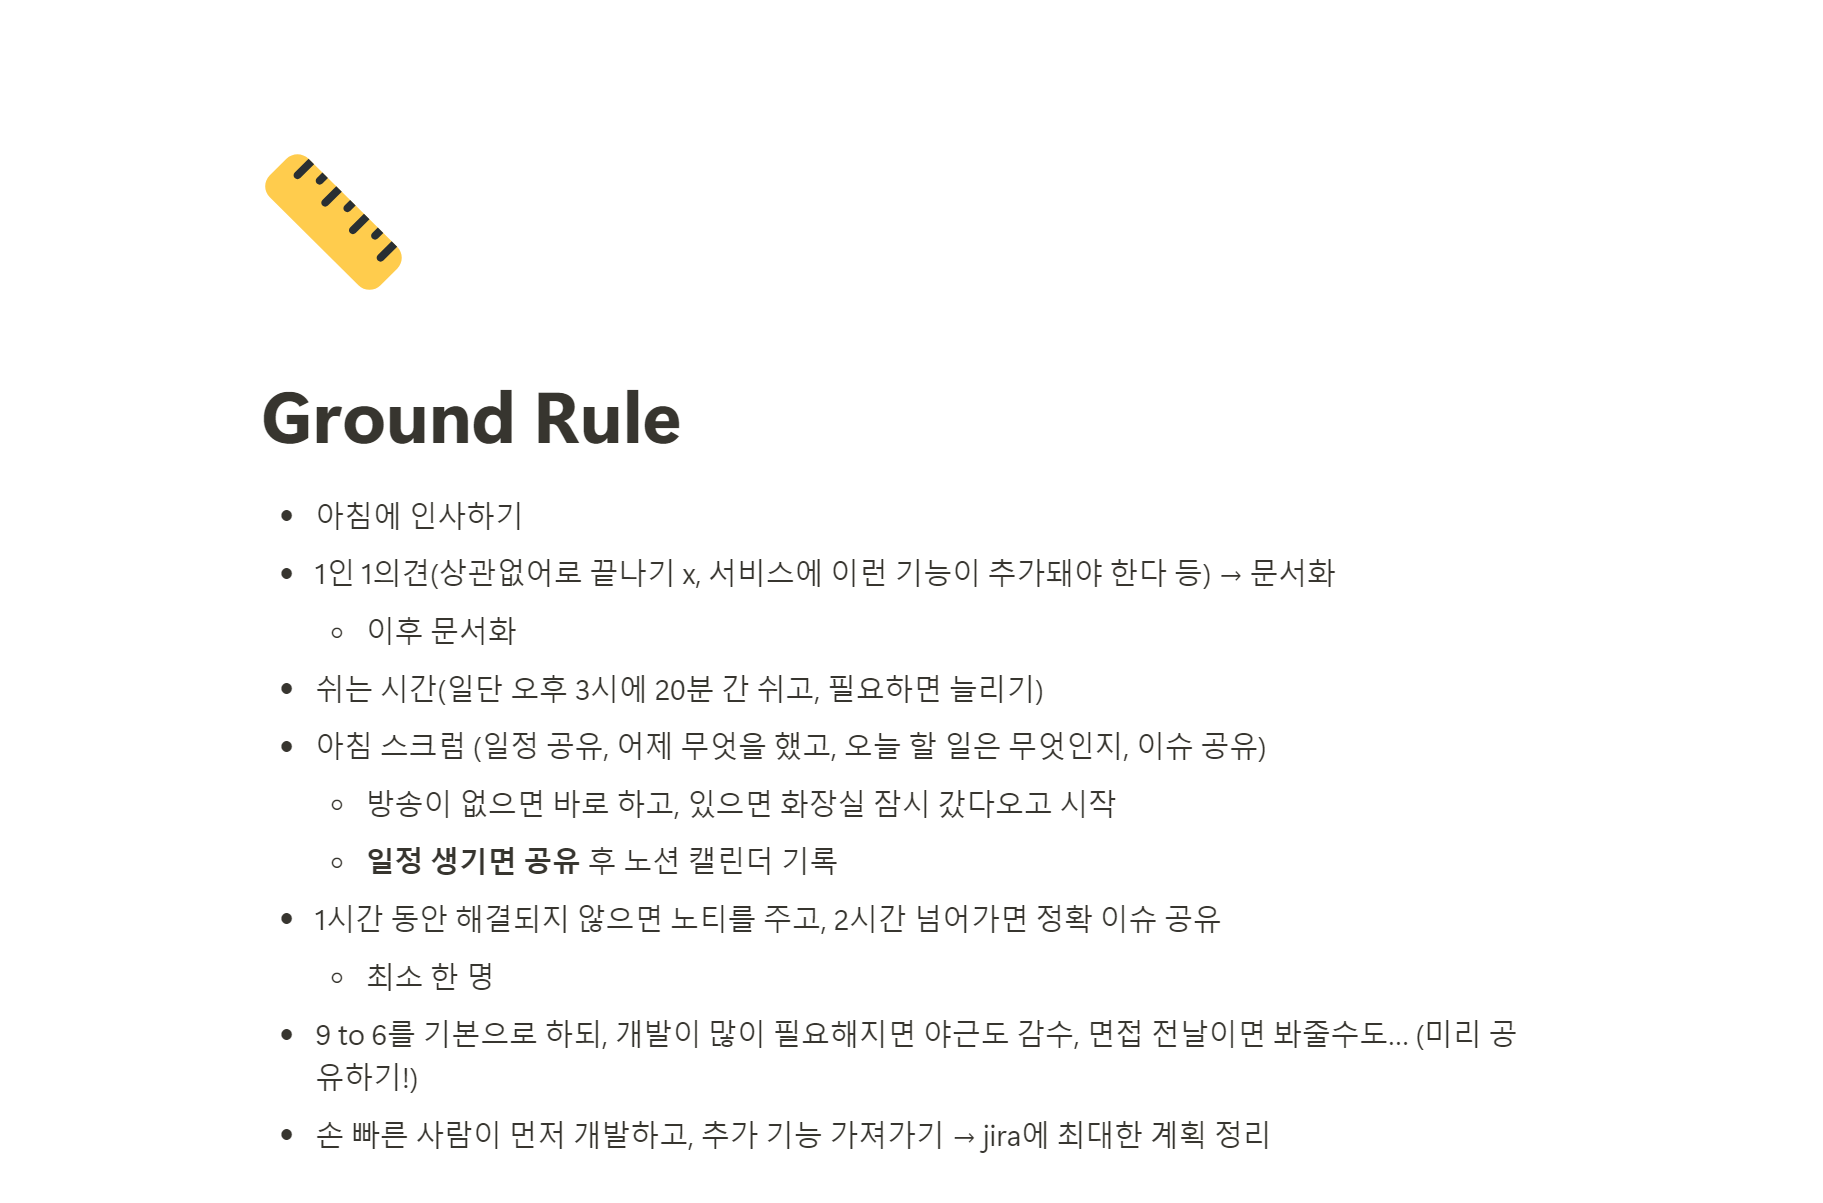 Ground Rule
아침에 인사하기
1인 1의견(상관없어로 끝나기 x, 서비스에 이런 기능이 추가돼야 한다 등) → 문서화
이후 문서화
쉬는 시간(일단 오후 3시에 20분 간 쉬고, 필요하면 늘리기)
아침 스크럼 (일정 공유, 어제 무엇을 했고, 오늘 할 일은 무엇인지, 이슈 공유)
방송이 없으면 바로 하고, 있으면 화장실 잠시 갔다오고 시작
일정 생기면 공유 후 노션 캘린더 기록
1시간 동안 해결되지 않으면 노티를 주고, 2시간 넘어가면 정확 이슈 공유
최소 한 명
9 to 6를 기본으로 하되, 개발이 많이 필요해지면 야근도 감수, 면접 전날이면 봐줄수도... (미리 공
유하기!)
손 빠른 사람이 먼저 개발하고, 추가 기능 가져가기 → jira에 최대한 계획 정리